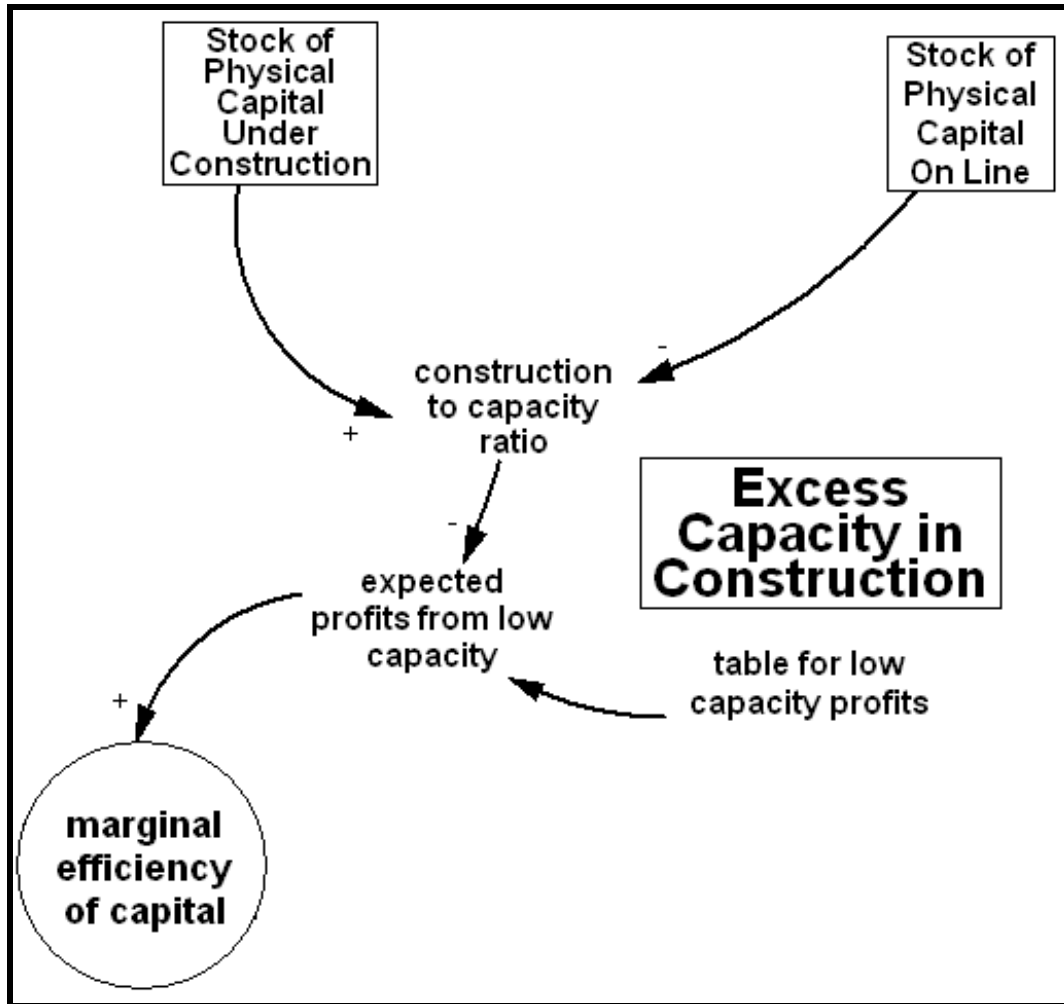 Stock of
Physical
Capital
Under
Construction
Stock of
Physical
Capital
On Line
-
construction
to capacity
ratio
+
Excess
Capacity in
Construction
-
expected
profits from low
capacity
table for low
capacity profits
+
marginal
efficiency
of capital